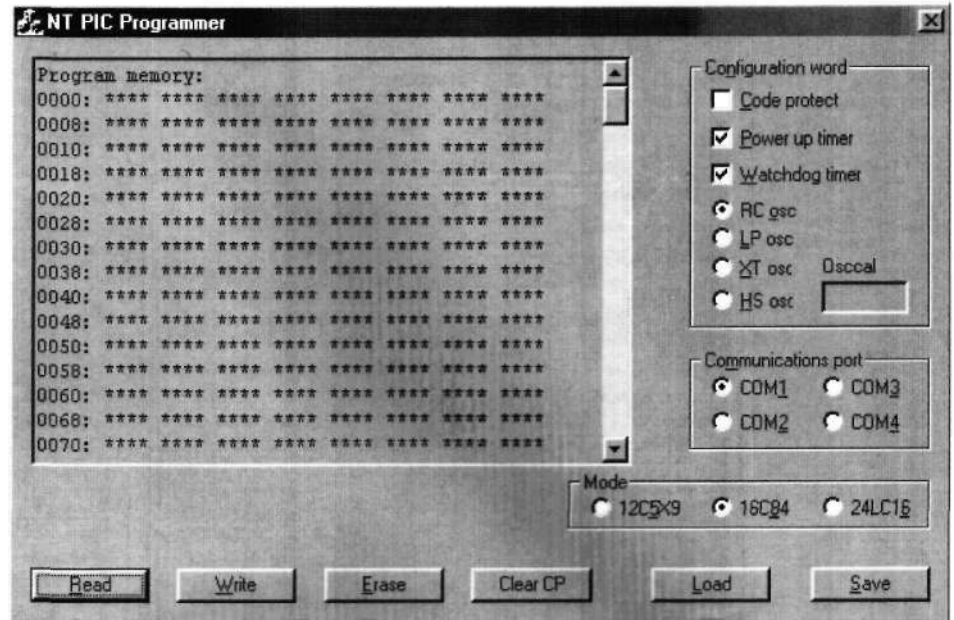 NT PIC Programmer
Program memory:
0000: **** **** **** **** **** **** **** ****
0008: **** **** **** **** **** **** **** ****
0010: **** **** **** **** **** **** **** ****
0018: **** **** **** **** **** **** **** ****
0020: **** **** **** **** **** **** **** ****
0028: **** **** **** **** **** **** **** ****
0030: **** **** **** **** **** **** **** ****
0038: **** **** **** **** **** **** **** ****
0040: **** **** **** **** **** **** **** ****
0048: **** **** **** **** **** **** **** ****
0050: **** **** **** **** **** **** **** ****
0058: **** **** **** **** **** **** **** ****
0060: **** **** **** **** **** **** **** ****
0068: **** **** **** **** **** **** **** ****
0070: **** **** **** **** **** **** **** ****
Configuration word
Code protect
Power up timer
Watchdog timer
RC osc
LP osc
XT osc Osccal
HS osc
Communications port
COM1 COM3
COM2 COM4
Mode
12C5X9 16C84 24LC16
Read Write Erase Clear CP Load Save